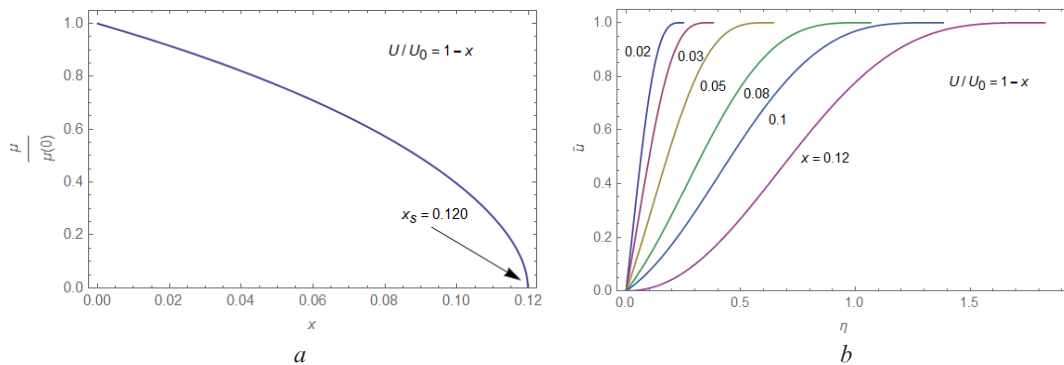 1.0
0.8
0.6
0.4
0.2
0.0
μ
μ(0)
U / U0 = 1 – x
xs = 0.120
0.00 0.02 0.04 0.06 0.08 0.10 0.12
x
a
1.0
0.8
0.6
0.4
0.2
0.0
ū
0.02
0.03
0.05
0.08
0.1
x = 0.12
U / U0 = 1 – x
0.0 0.5 1.0 1.5
η
b